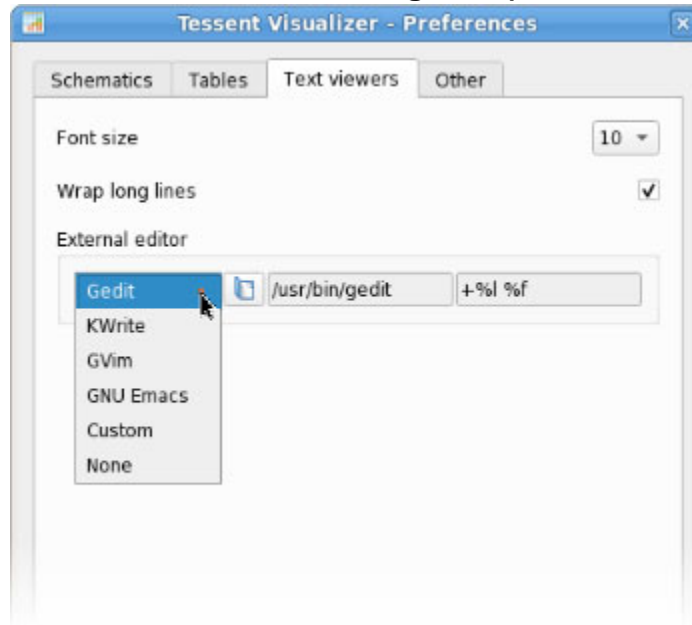 Tessent Visualizer - Preferences
Schematics Tables Text viewers Other
Font size 10
Wrap long lines
External editor
Gedit /usr/bin/gedit +%l %f
KWrite
GVim
GNU Emacs
Custom
None